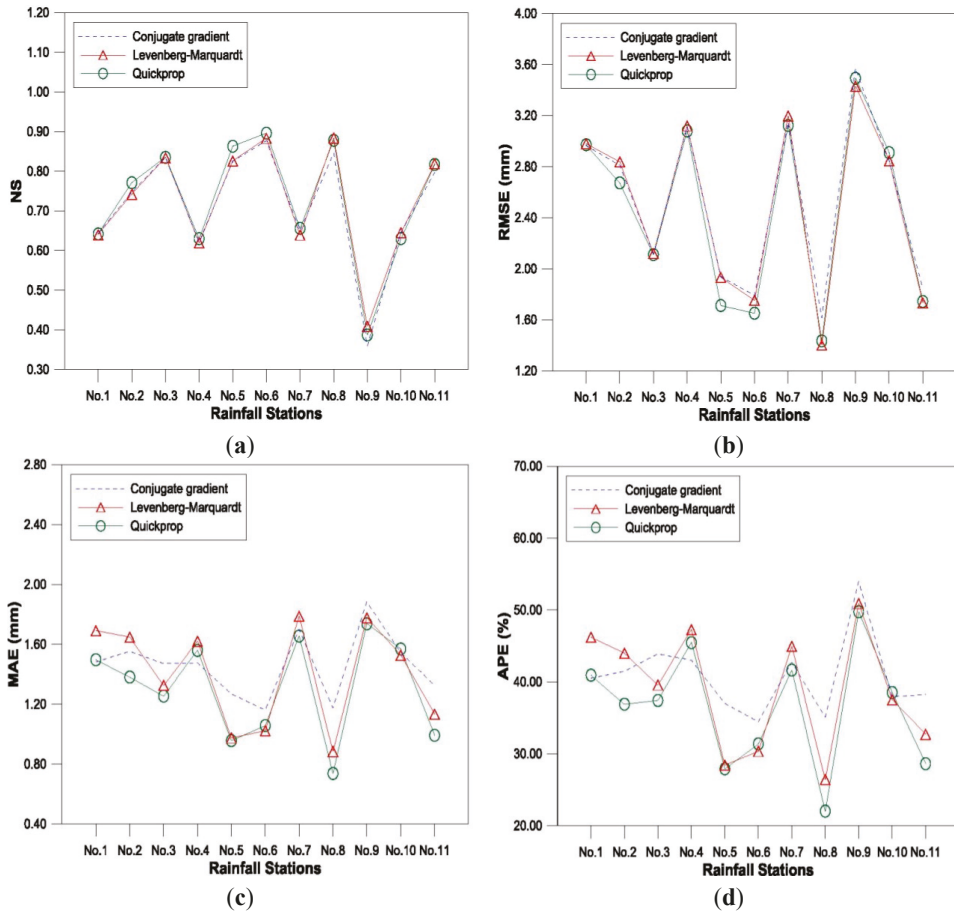 1.20
1.10
1.00
0.90
0.80
0.70
0.60
0.50
0.40
0.30
NS
Conjugate gradient
Levenberg-Marquardt
Quickprop
No.1 No.2 No.3 No.4 No.5 No.6 No.7 No.8 No.9 No.10 No.11
Rainfall Stations
(a)
4.00
3.60
3.20
2.80
2.40
2.00
1.60
1.20
RMSE (mm)
Conjugate gradient
Levenberg-Marquardt
Quickprop
No.1 No.2 No.3 No.4 No.5 No.6 No.7 No.8 No.9 No.10 No.11
Rainfall Stations
(b)
2.80
2.40
2.00
1.60
1.20
0.80
0.40
MAE (mm)
Conjugate gradient
Levenberg-Marquardt
Quickprop
No.1 No.2 No.3 No.4 No.5 No.6 No.7 No.8 No.9 No.10 No.11
Rainfall Stations
(c)
70.00
60.00
50.00
40.00
30.00
20.00
APE (%)
Conjugate gradient
Levenberg-Marquardt
Quickprop
No.1 No.2 No.3 No.4 No.5 No.6 No.7 No.8 No.9 No.10 No.11
Rainfall Stations
(d)